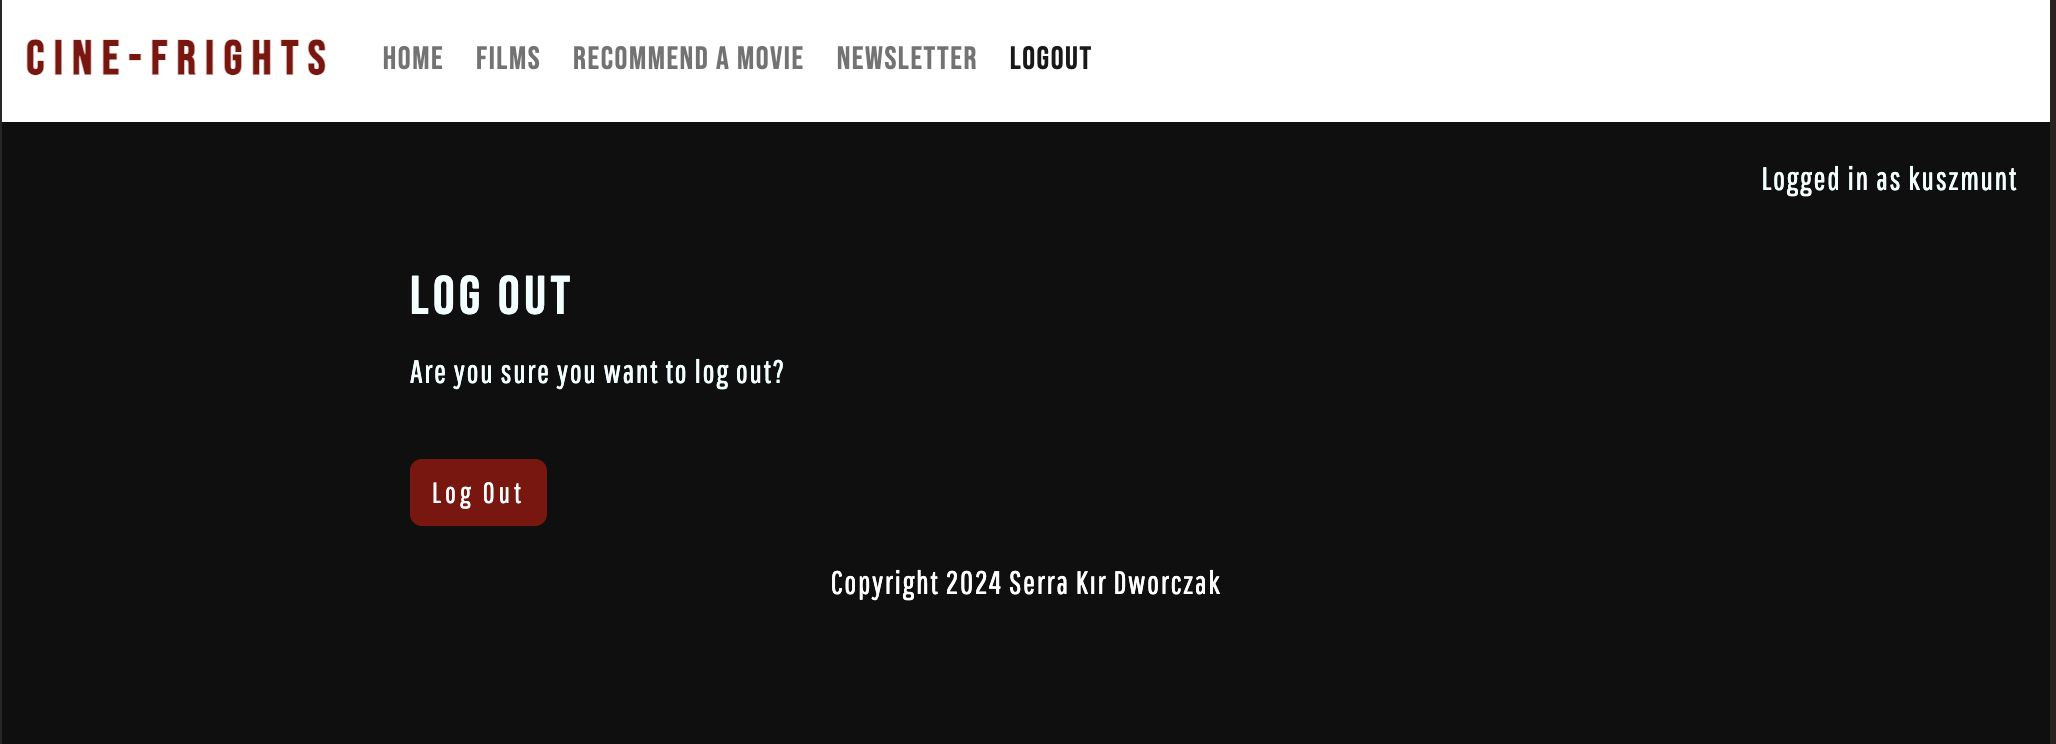 CINE-FRIGHTS HOME FILMS RECOMMEND A MOVIE NEWSLETTER LOGOUT
Logged in as kuszmunt
LOG OUT
Are you sure you want to log out?
Log Out
Copyright 2024 Serra Kır Dworczak